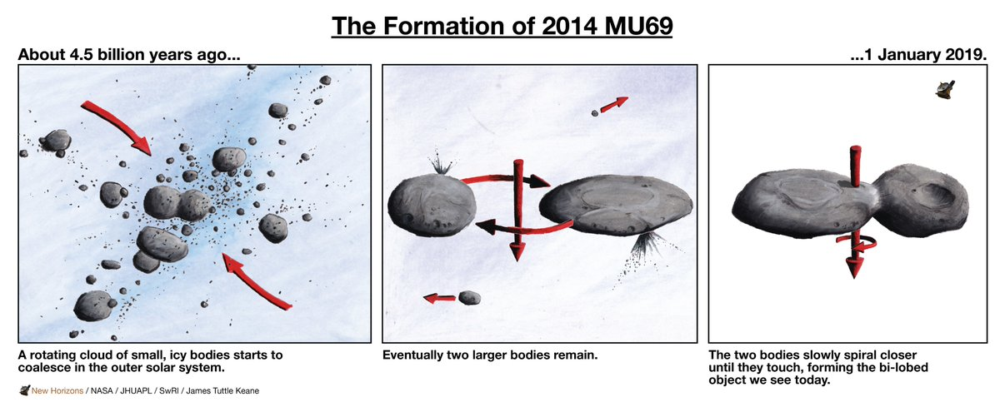 The Formation of 2014 MU69
About 4.5 billion years ago...
...1 January 2019.
A rotating cloud of small, icy bodies starts to
coalesce in the outer solar system.
Eventually two larger bodies remain.
The two bodies slowly spiral closer
until they touch, forming the bi-lobed
object we see today.
New Horizons / NASA / JHUAPL / SwRI / James Tuttle Keane